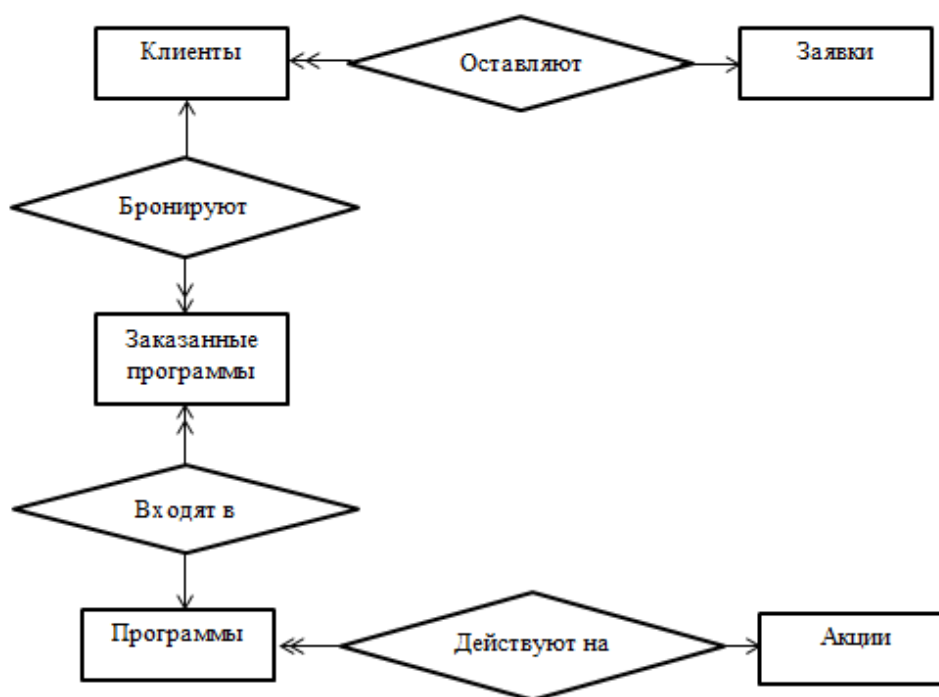 Клиенты
Оставляют
Заявки
Бронируют
Заказанные
программы
Входят в
Программы
Действуют на
Акции